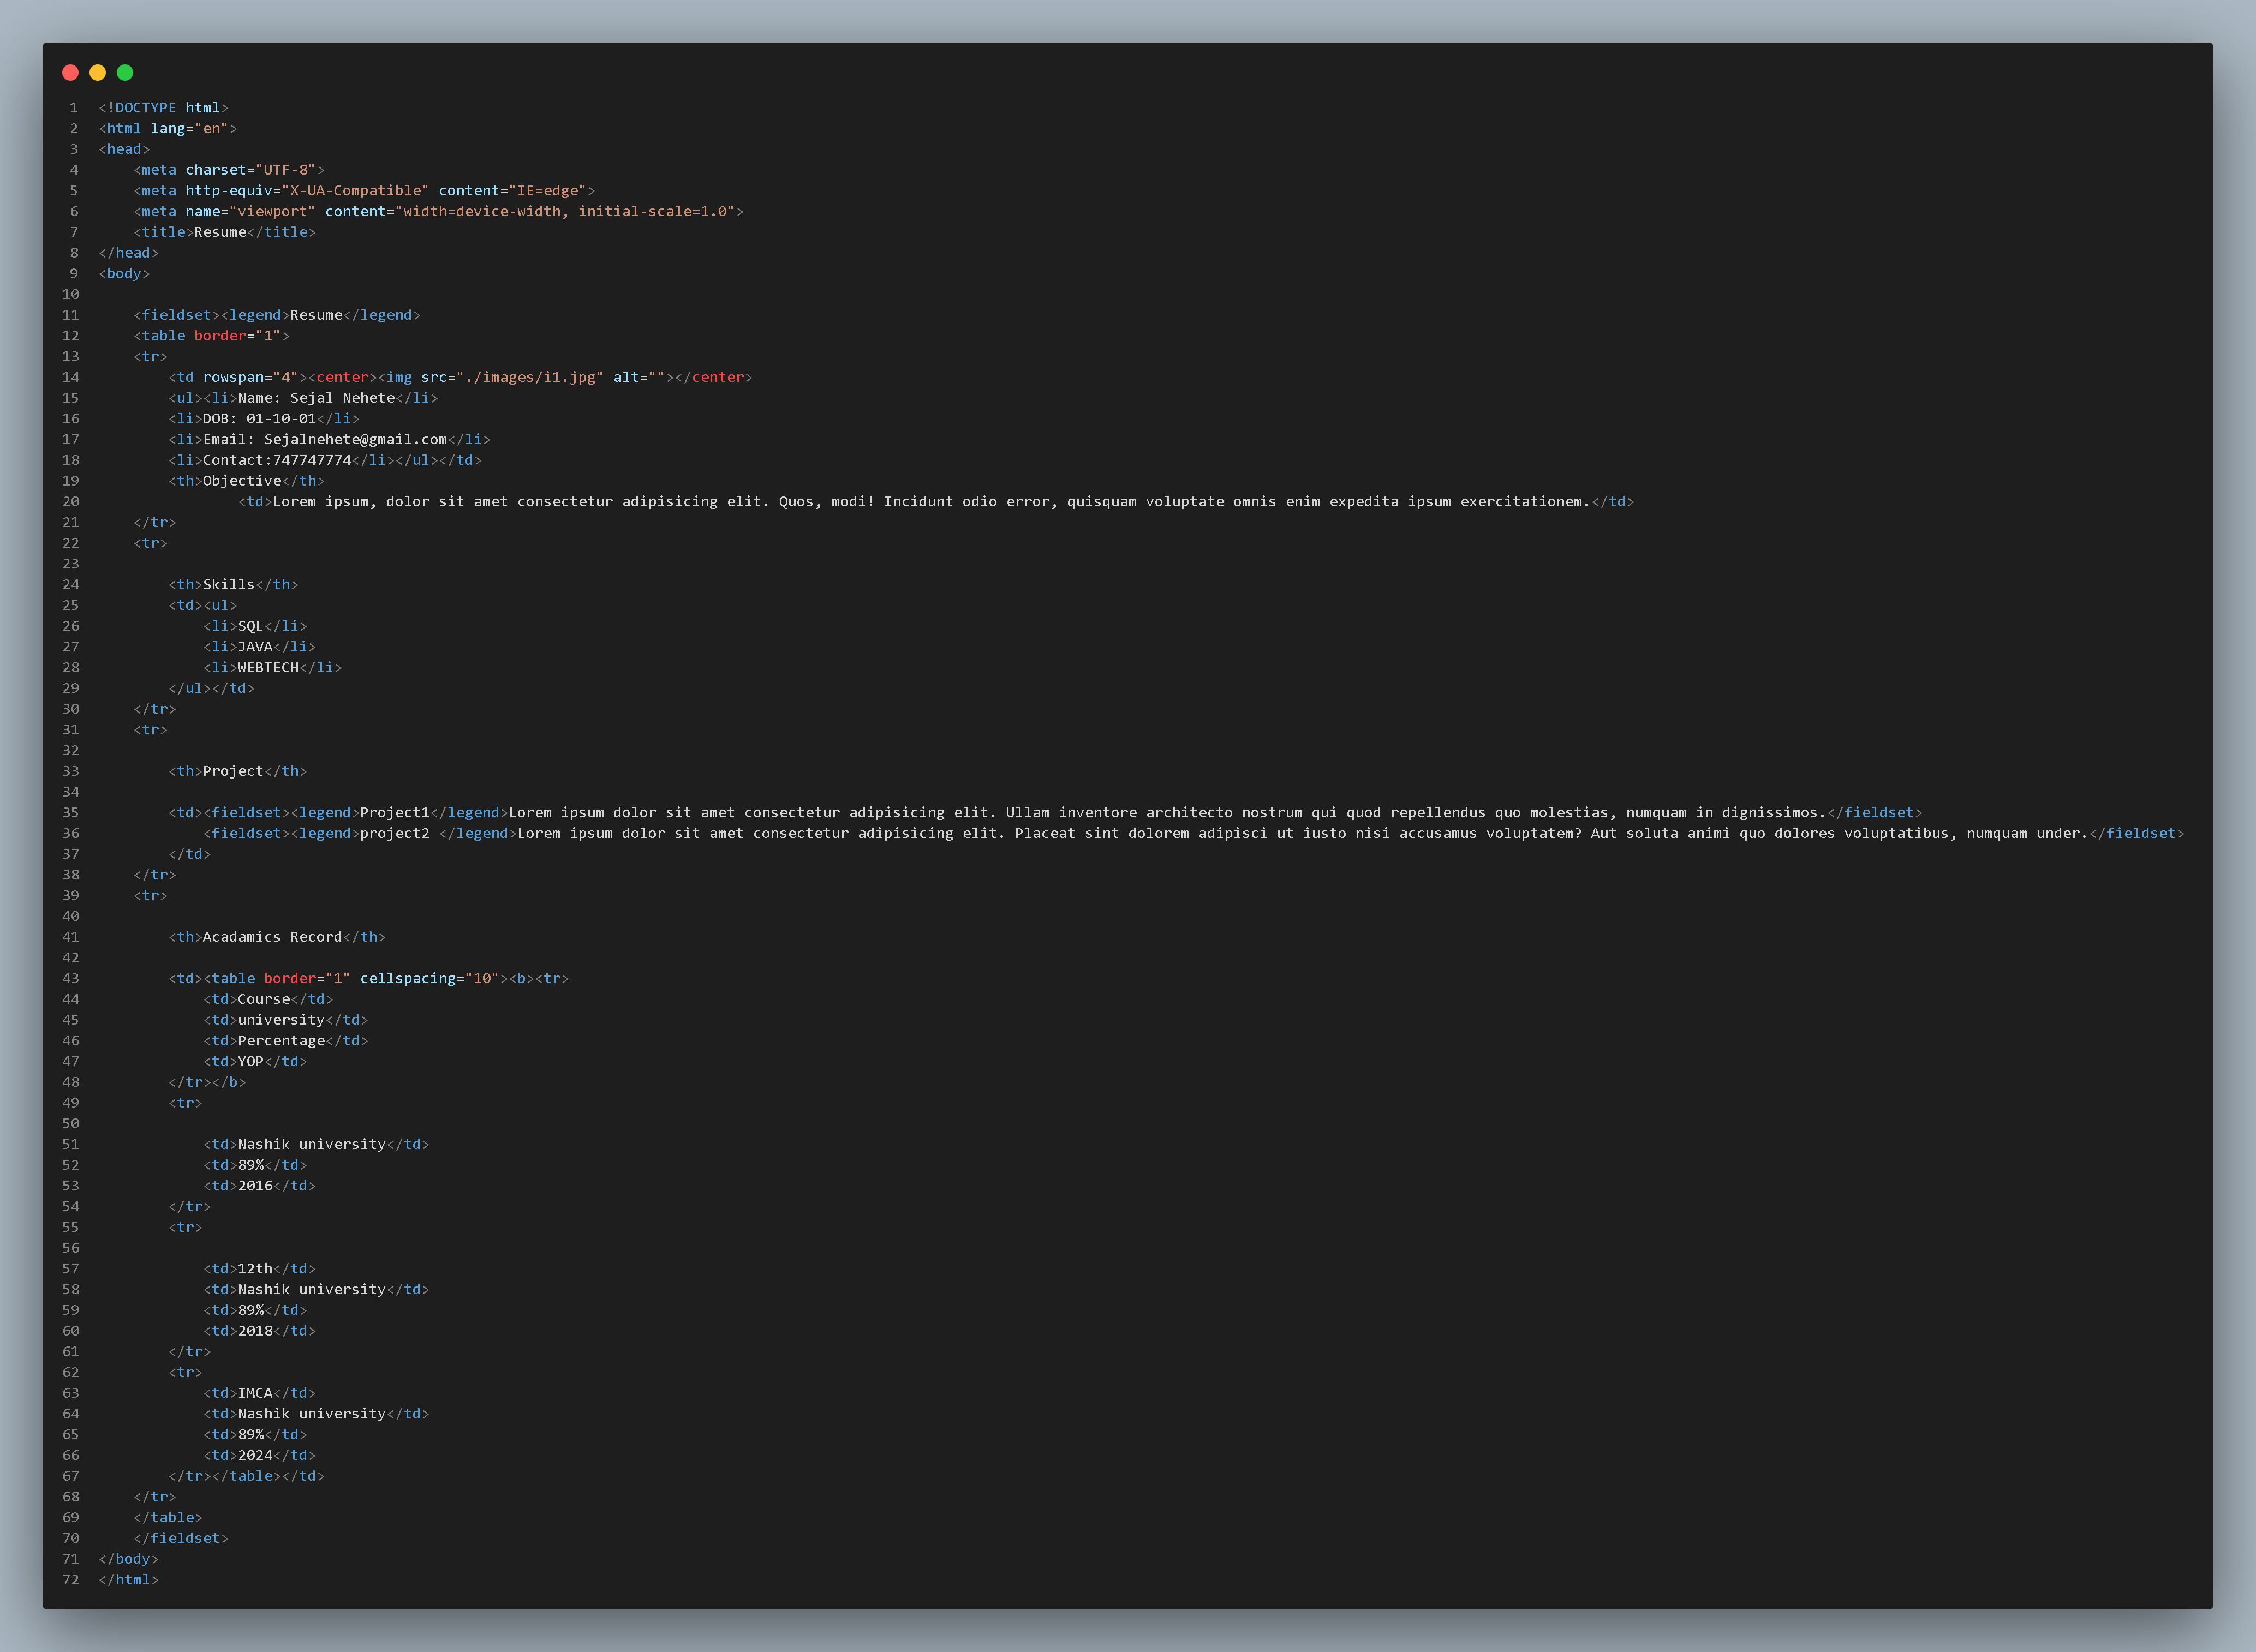 1 <!DOCTYPE html>
2 <html lang="en">
3 <head>
4     <meta charset="UTF-8">
5     <meta http-equiv="X-UA-Compatible" content="IE=edge">
6     <meta name="viewport" content="width=device-width, initial-scale=1.0">
7     <title>Resume</title>
8 </head>
9 <body>
10
11     <fieldset><legend>Resume</legend>
12     <table border="1">
13     <tr>
14         <td rowspan="4"><center><img src="./images/i1.jpg" alt=""></center>
15         <ul><li>Name: Sejal Nehete</li>
16         <li>DOB: 01-10-01</li>
17         <li>Email: Sejalnehete@gmail.com</li>
18         <li>Contact:747747774</li></ul></td>
19         <th>Objective</th>
20                 <td>Lorem ipsum, dolor sit amet consectetur adipisicing elit. Quos, modi! Incidunt odio error, quisquam voluptate omnis enim expedita ipsum exercitationem.</td>
21     </tr>
22     <tr>
23
24         <th>Skills</th>
25         <td><ul>
26             <li>SQL</li>
27             <li>JAVA</li>
28             <li>WEBTECH</li>
29         </ul></td>
30     </tr>
31     <tr>
32
33         <th>Project</th>
34
35         <td><fieldset><legend>Project1</legend>Lorem ipsum dolor sit amet consectetur adipisicing elit. Ullam inventore architecto nostrum qui quod repellendus quo molestias, numquam in dignissimos.</fieldset>
36             <fieldset><legend>project2 </legend>Lorem ipsum dolor sit amet consectetur adipisicing elit. Placeat sint dolorem adipisci ut iusto nisi accusamus voluptatem? Aut soluta animi quo dolores voluptatibus, numquam under.</fieldset>
37         </td>
38     </tr>
39     <tr>
40
41         <th>Acadamics Record</th>
42
43         <td><table border="1" cellspacing="10"><b><tr>
44             <td>Course</td>
45             <td>university</td>
46             <td>Percentage</td>
47             <td>YOP</td>
48         </tr></b>
49         <tr>
50
51             <td>Nashik university</td>
52             <td>89%</td>
53             <td>2016</td>
54         </tr>
55         <tr>
56
57             <td>12th</td>
58             <td>Nashik university</td>
59             <td>89%</td>
60             <td>2018</td>
61         </tr>
62         <tr>
63             <td>IMCA</td>
64             <td>Nashik university</td>
65             <td>89%</td>
66             <td>2024</td>
67         </tr></table></td>
68     </tr>
69     </table>
70     </fieldset>
71 </body>
72 </html>